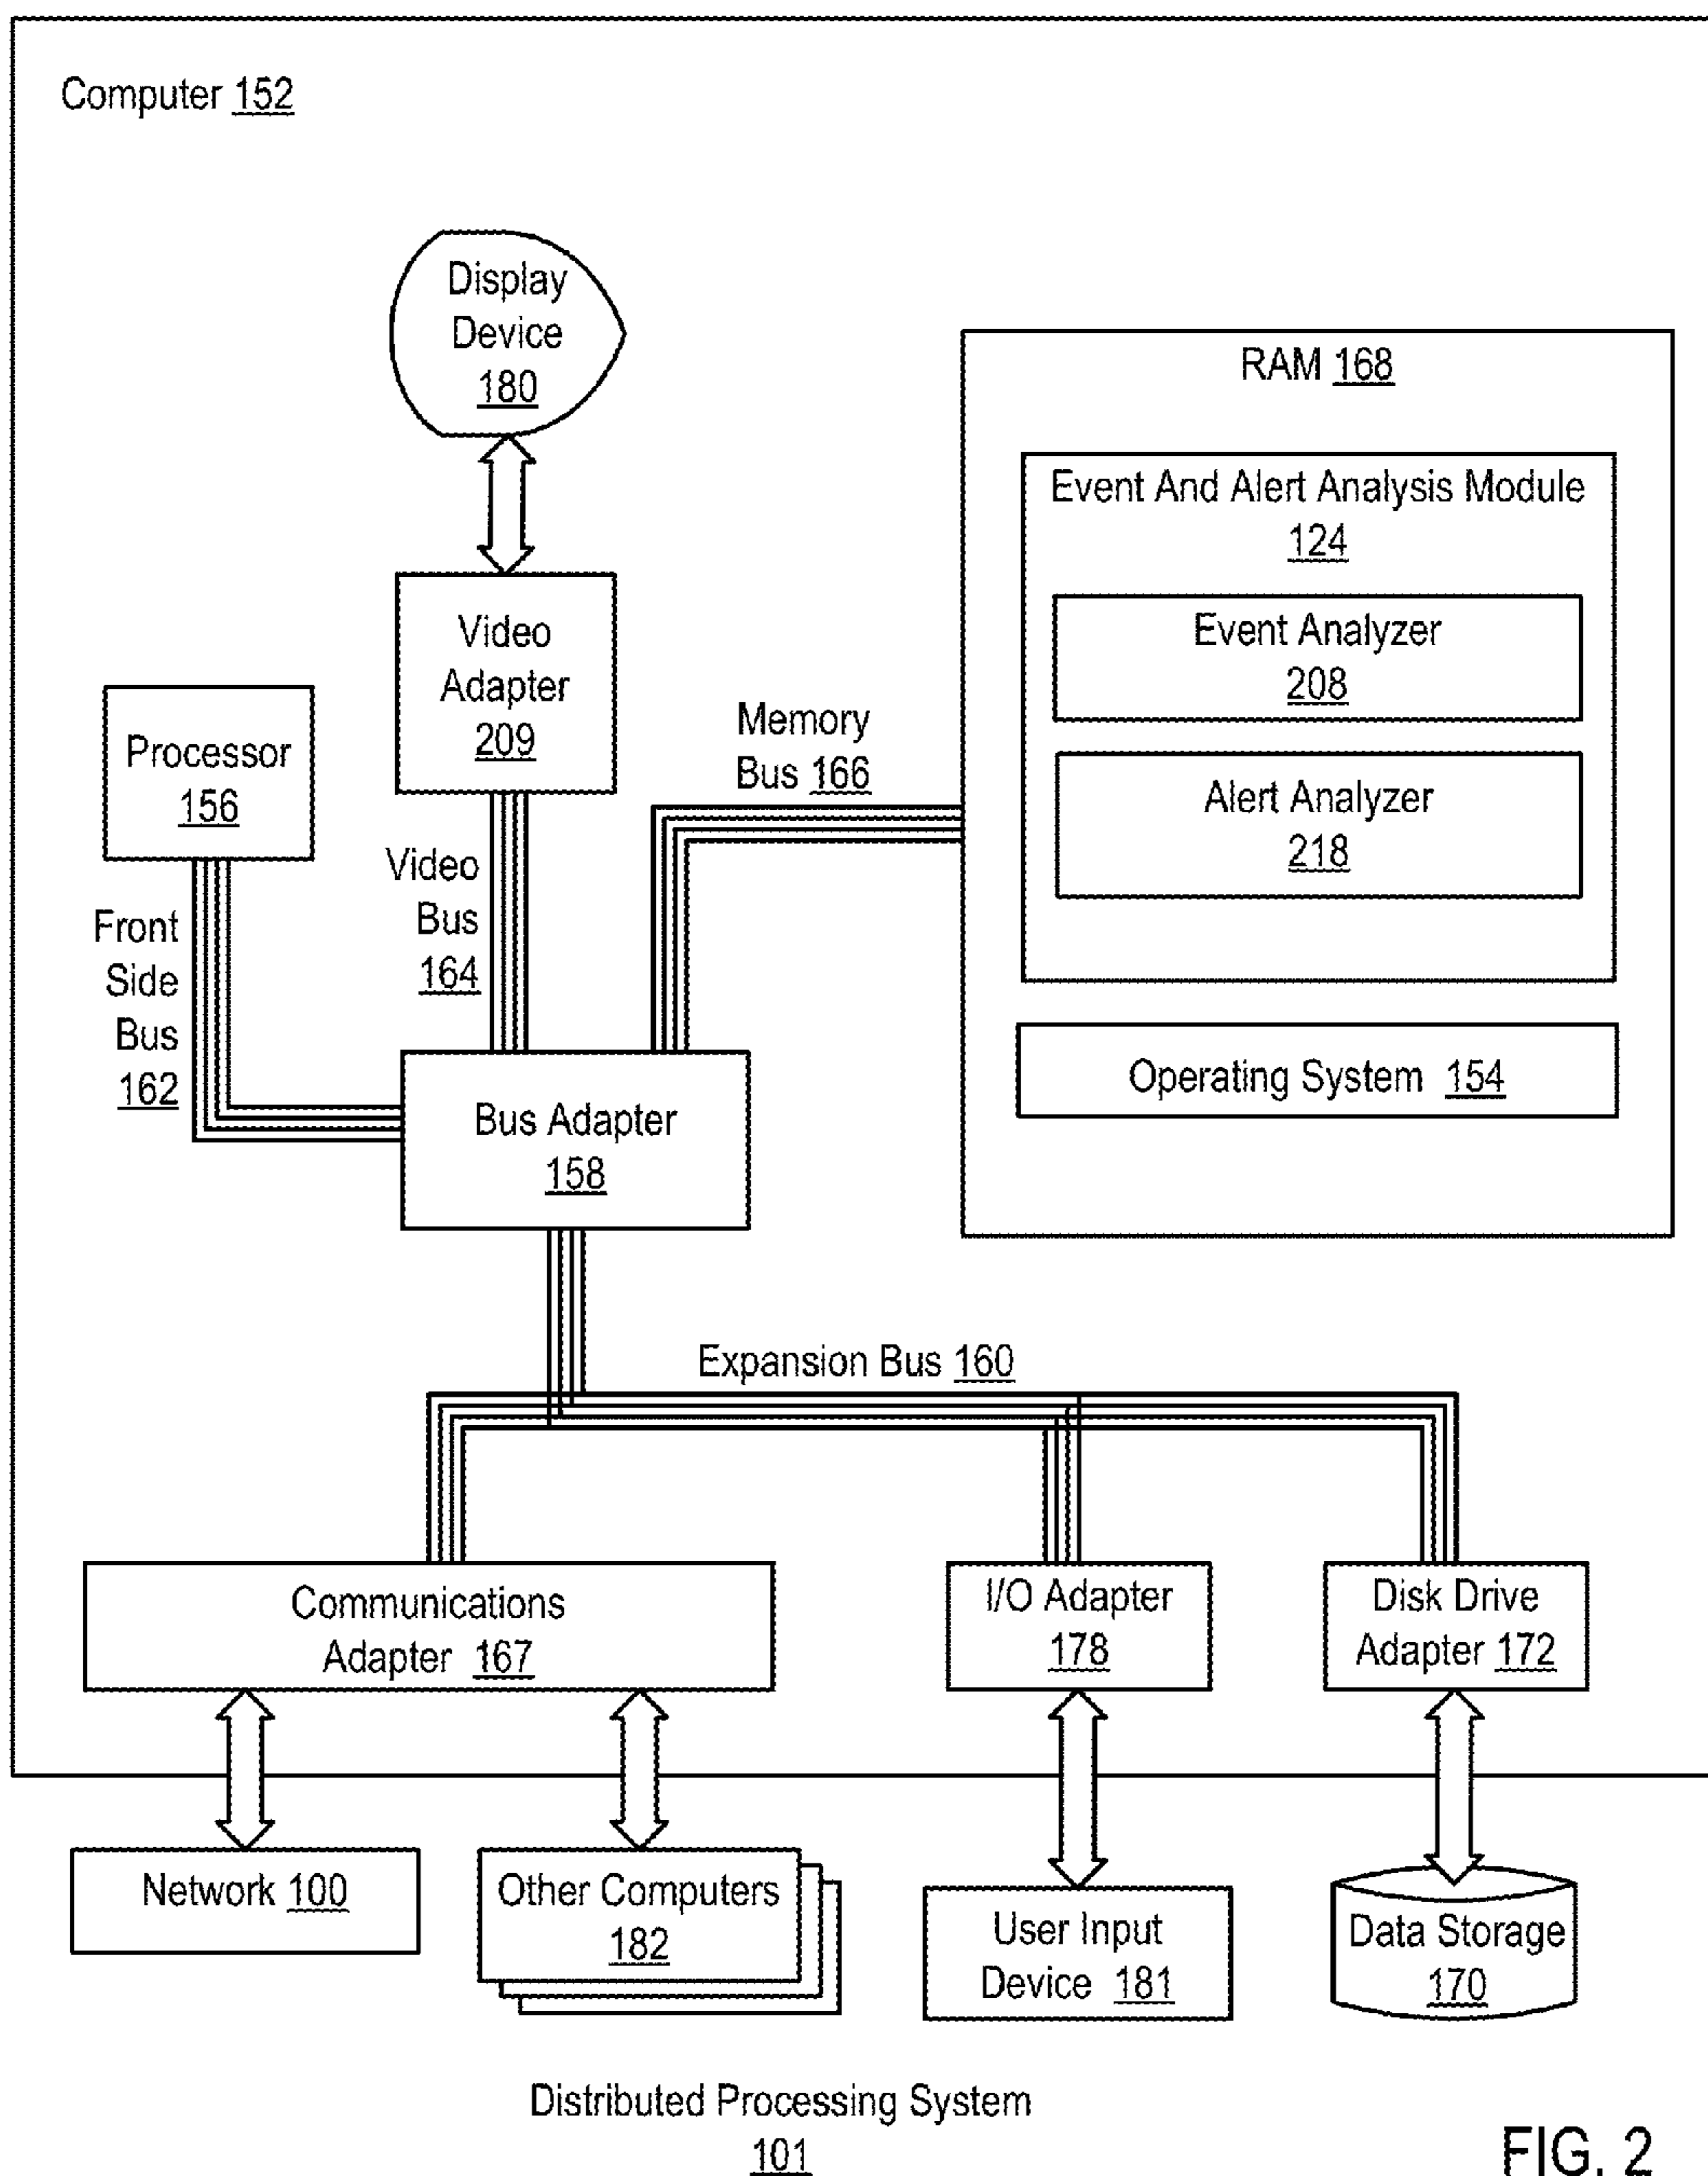 Computer 152
Display
Device
180
RAM 168
Event And Alert Analysis Module
124
Event Analyzer
208
Alert Analyzer
218
Operating System 154
Video
Adapter
209
Processor
156
Memory
Bus 166
Video
Bus
164
Front
Side
Bus
162
Bus Adapter
158
Expansion Bus 160
Communications
Adapter 167
I/O Adapter
178
Disk Drive
Adapter 172
Network 100
Other Computers
182
User Input
Device 181
Data Storage
170
Distributed Processing System
101
FIG. 2